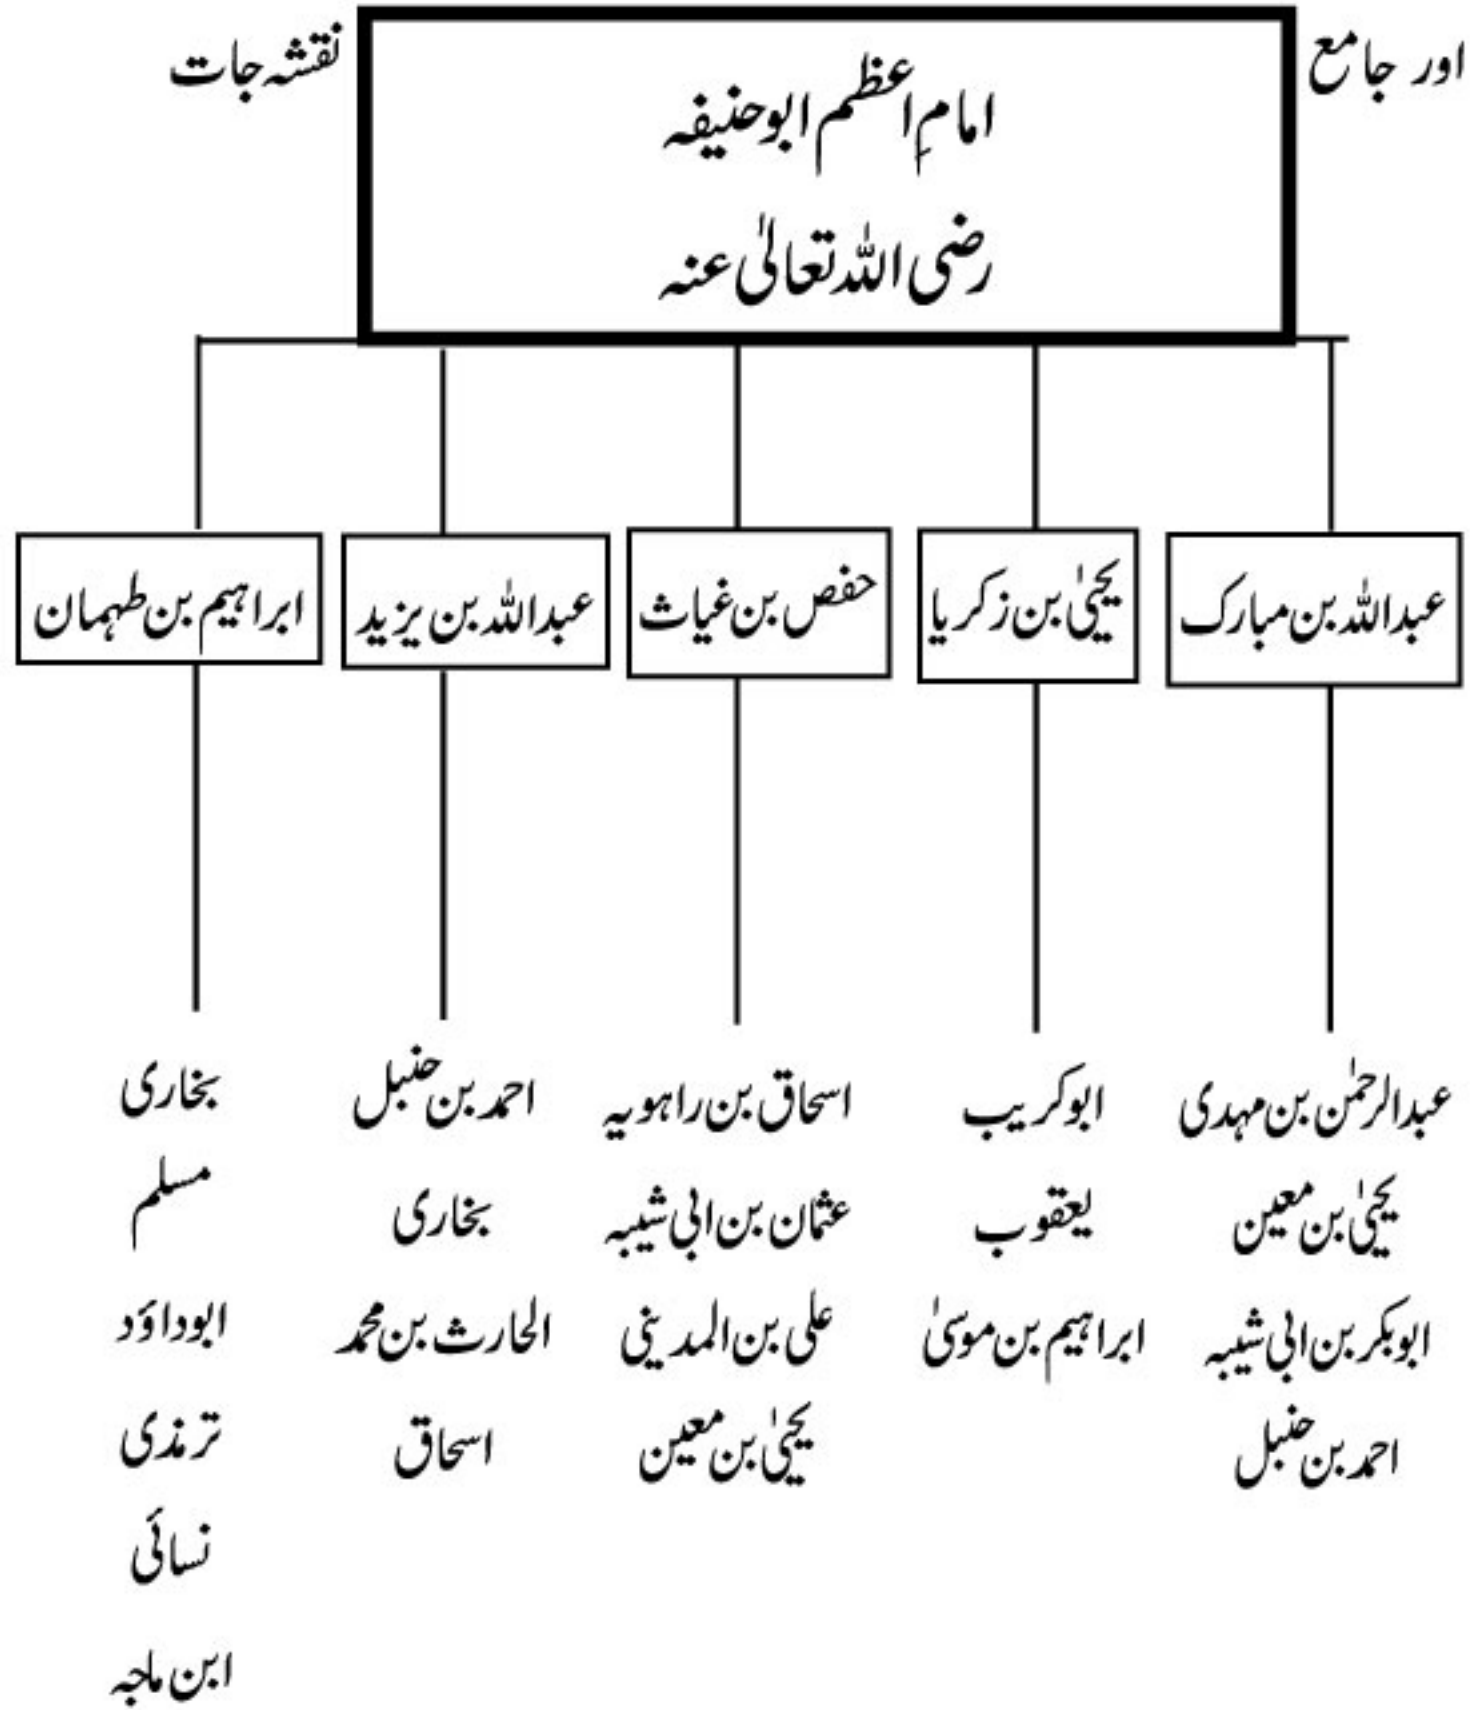 اور جامع
نقشہ جات
امامِ اعظم ابوحنیفہ
رضی اللہ تعالیٰ عنہ
عبداللہ بن مبارک
یحییٰ بن زکریا
حفص بن غیاث
عبداللہ بن یزید
ابراہیم بن طہمان
عبدالرحمٰن بن مہدی
یحییٰ بن معین
ابوبکر بن ابی شیبہ
احمد بن حنبل
ابوکریب
یعقوب
ابراہیم بن موسیٰ
اسحاق بن راہویہ
عثمان بن ابی شیبہ
علی بن المدینی
یحییٰ بن معین
احمد بن حنبل
بخاری
الحارث بن محمد
اسحاق
بخاری
مسلم
ابوداؤد
ترمذی
نسائی
ابن ماجہ